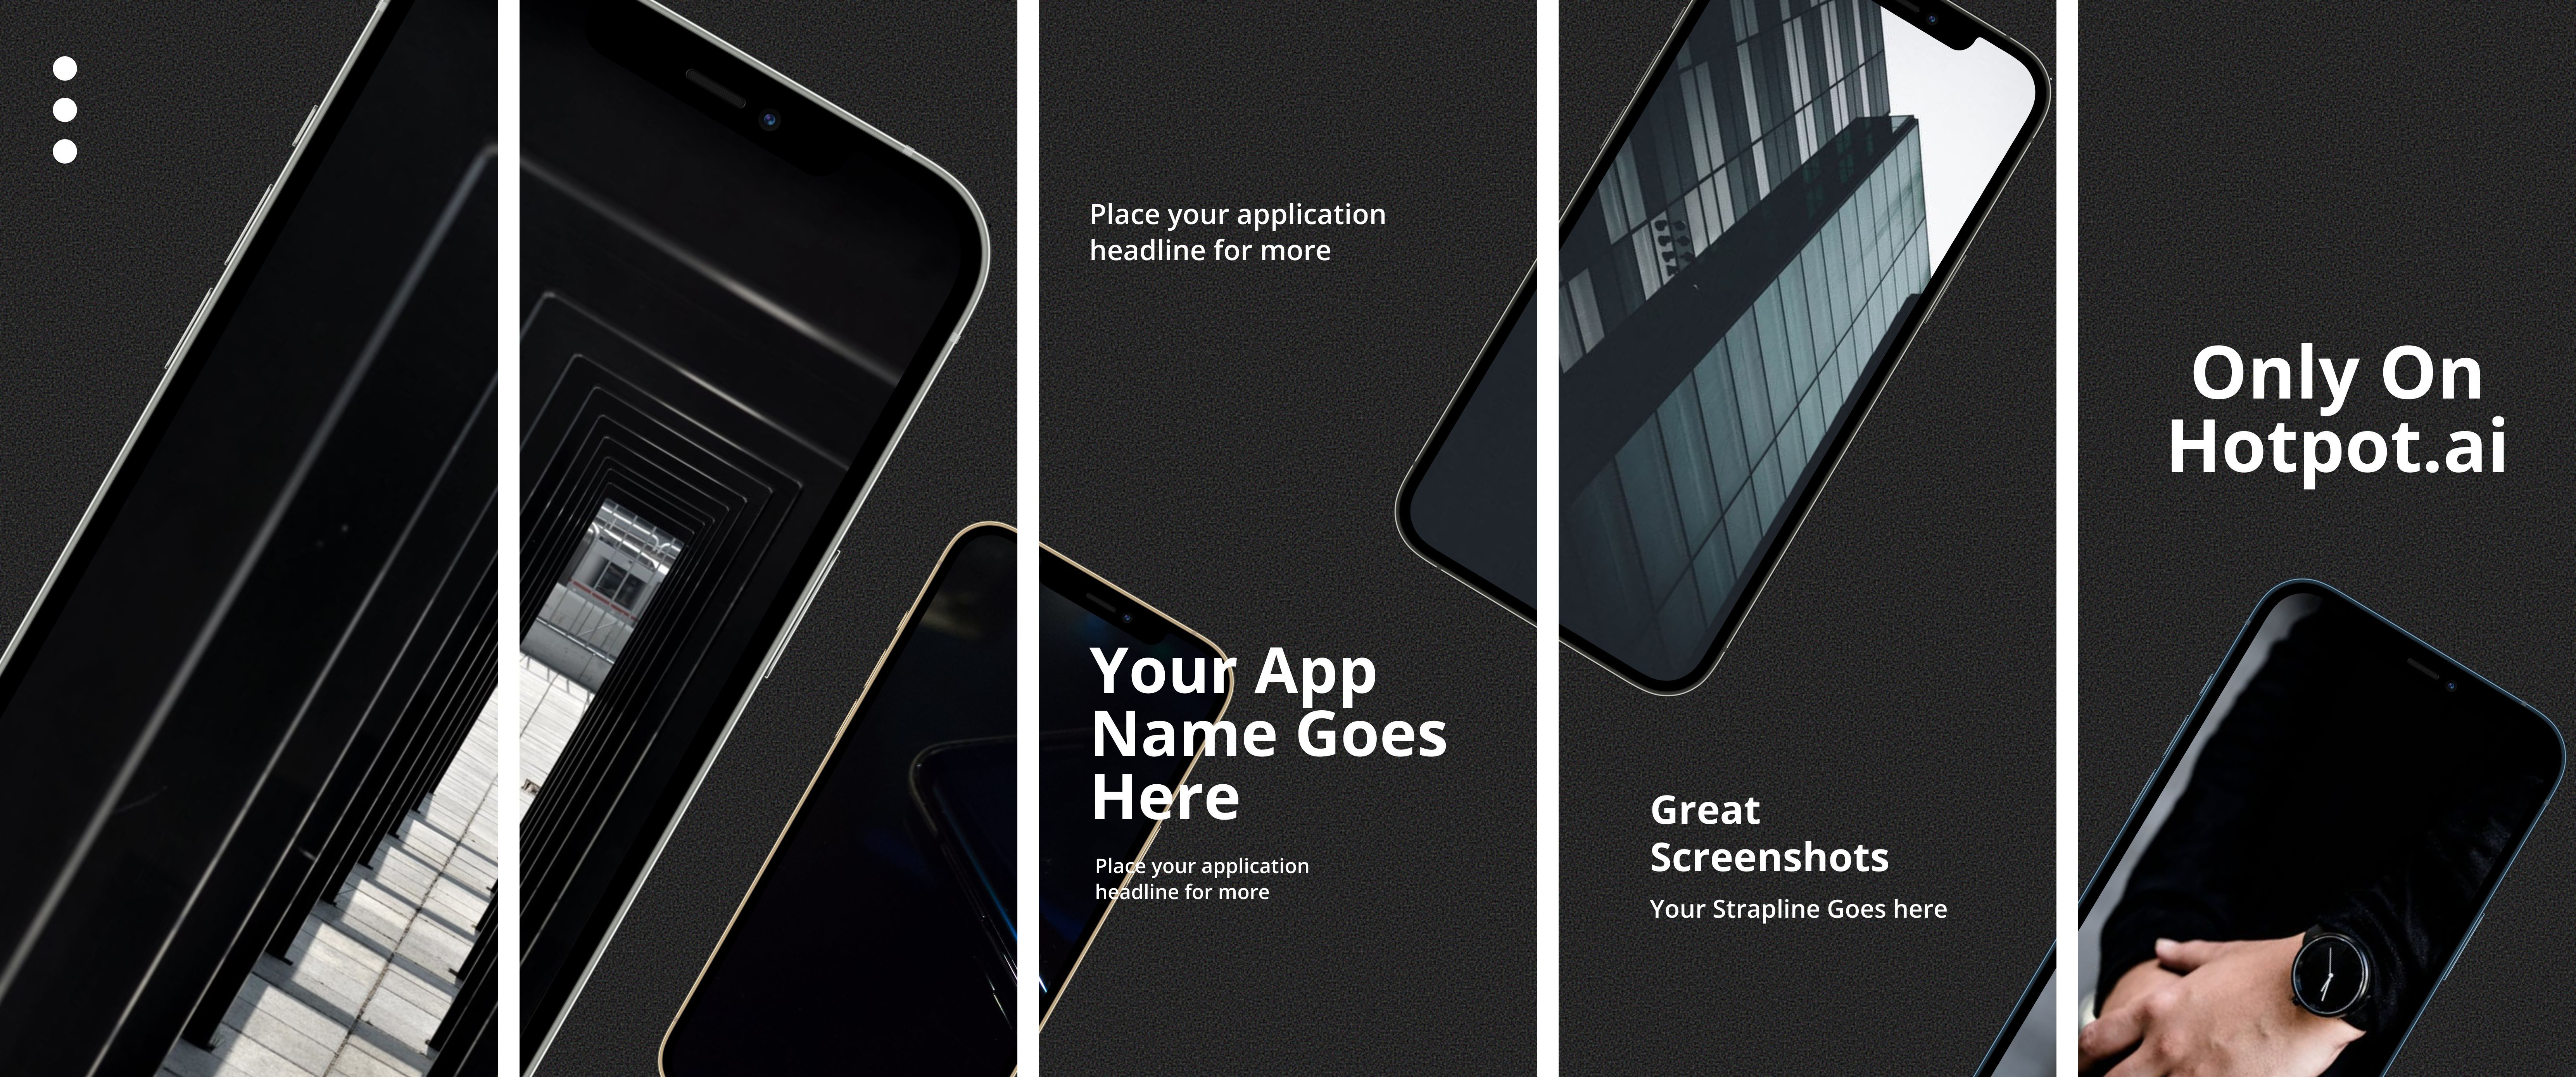 Place your application
headline for more
Your App
Name Goes
Here
Place your application
headline for more
Great
Screenshots
Your Strapline Goes here
Only On
Hotpot.ai